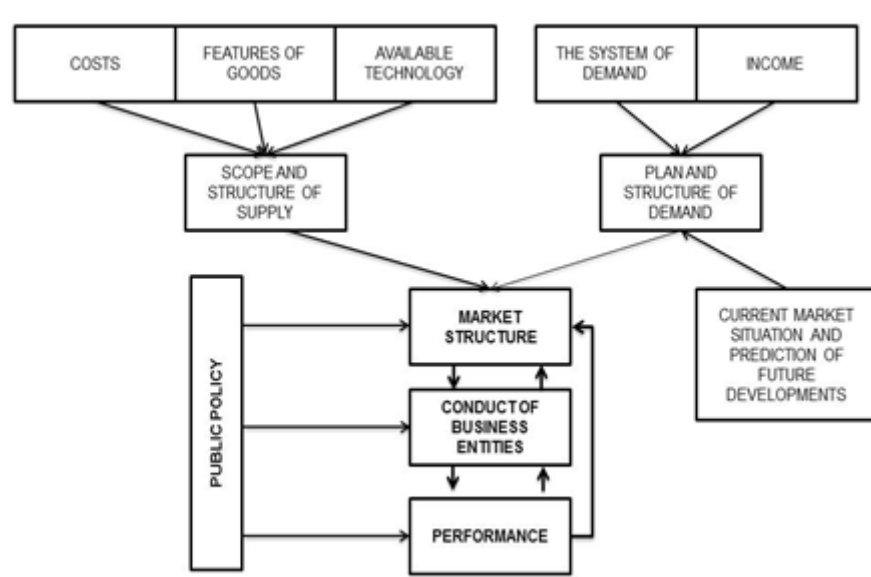 COSTS
FEATURES OF
GOODS
AVAILABLE
TECHNOLOGY
THE SYSTEM OF
DEMAND
INCOME
SCOPE AND
STRUCTURE OF
SUPPLY
PLAN AND
STRUCTURE OF
DEMAND
PUBLIC POLICY
MARKET
STRUCTURE
CURRENT MARKET
SITUATION AND
PREDICTION OF
FUTURE
DEVELOPMENTS
CONDUCT OF
BUSINESS
ENTITIES
PERFORMANCE